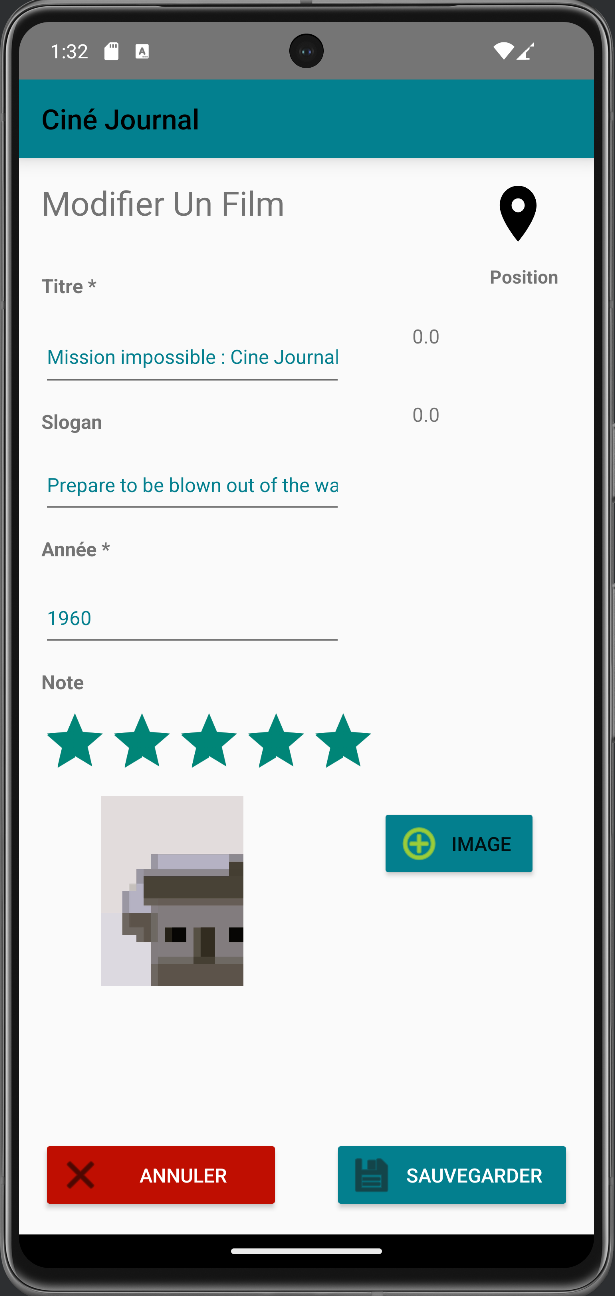 1:32
A
Ciné Journal
Modifier Un Film
Position
Titre *
0.0
Mission impossible : Cine Journal
0.0
Slogan
Prepare to be blown out of the wa
Année *
1960
Note
IMAGE
ANNULER
SAUVEGARDER